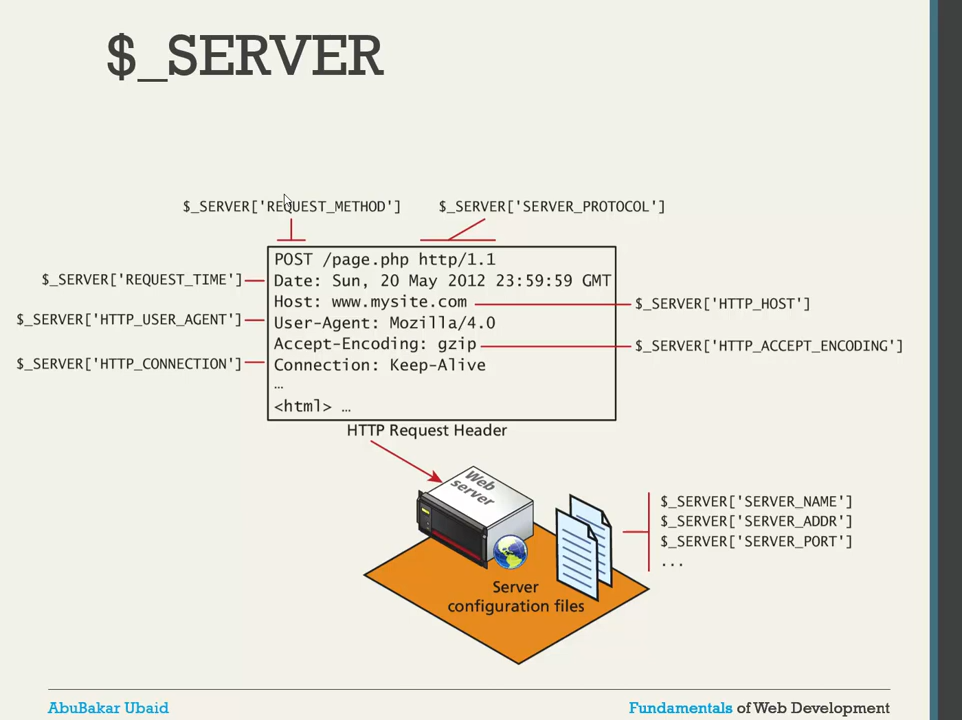 $_SERVER
$_SERVER['REQUEST_METHOD']
$_SERVER['SERVER_PROTOCOL']
POST /page.php http/1.1
Date: Sun, 20 May 2012 23:59:59 GMT
Host: www.mysite.com
User-Agent: Mozilla/4.0
Accept-Encoding: gzip
Connection: Keep-Alive
…
<html> …
$_SERVER['REQUEST_TIME']
$_SERVER['HTTP_USER_AGENT']
$_SERVER['HTTP_CONNECTION']
$_SERVER['HTTP_HOST']
$_SERVER['HTTP_ACCEPT_ENCODING']
HTTP Request Header
Web
server
Server
configuration files
$_SERVER['SERVER_NAME']
$_SERVER['SERVER_ADDR']
$_SERVER['SERVER_PORT']
...
AbuBakar Ubaid
Fundamentals of Web Development